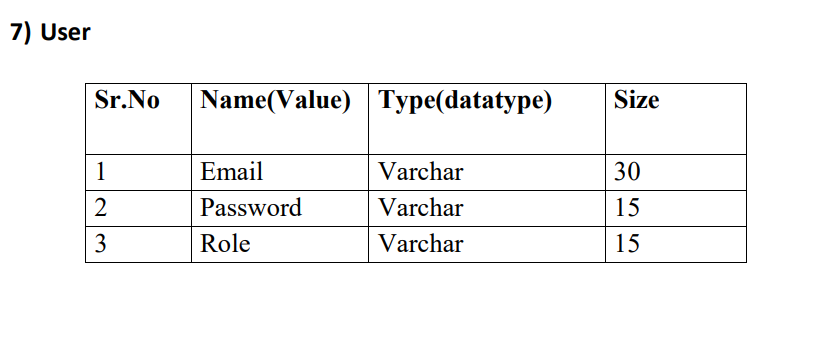 7) User
Sr.No Name(Value) Type(datatype) Size
1 Email Varchar 30
2 Password Varchar 15
3 Role Varchar 15